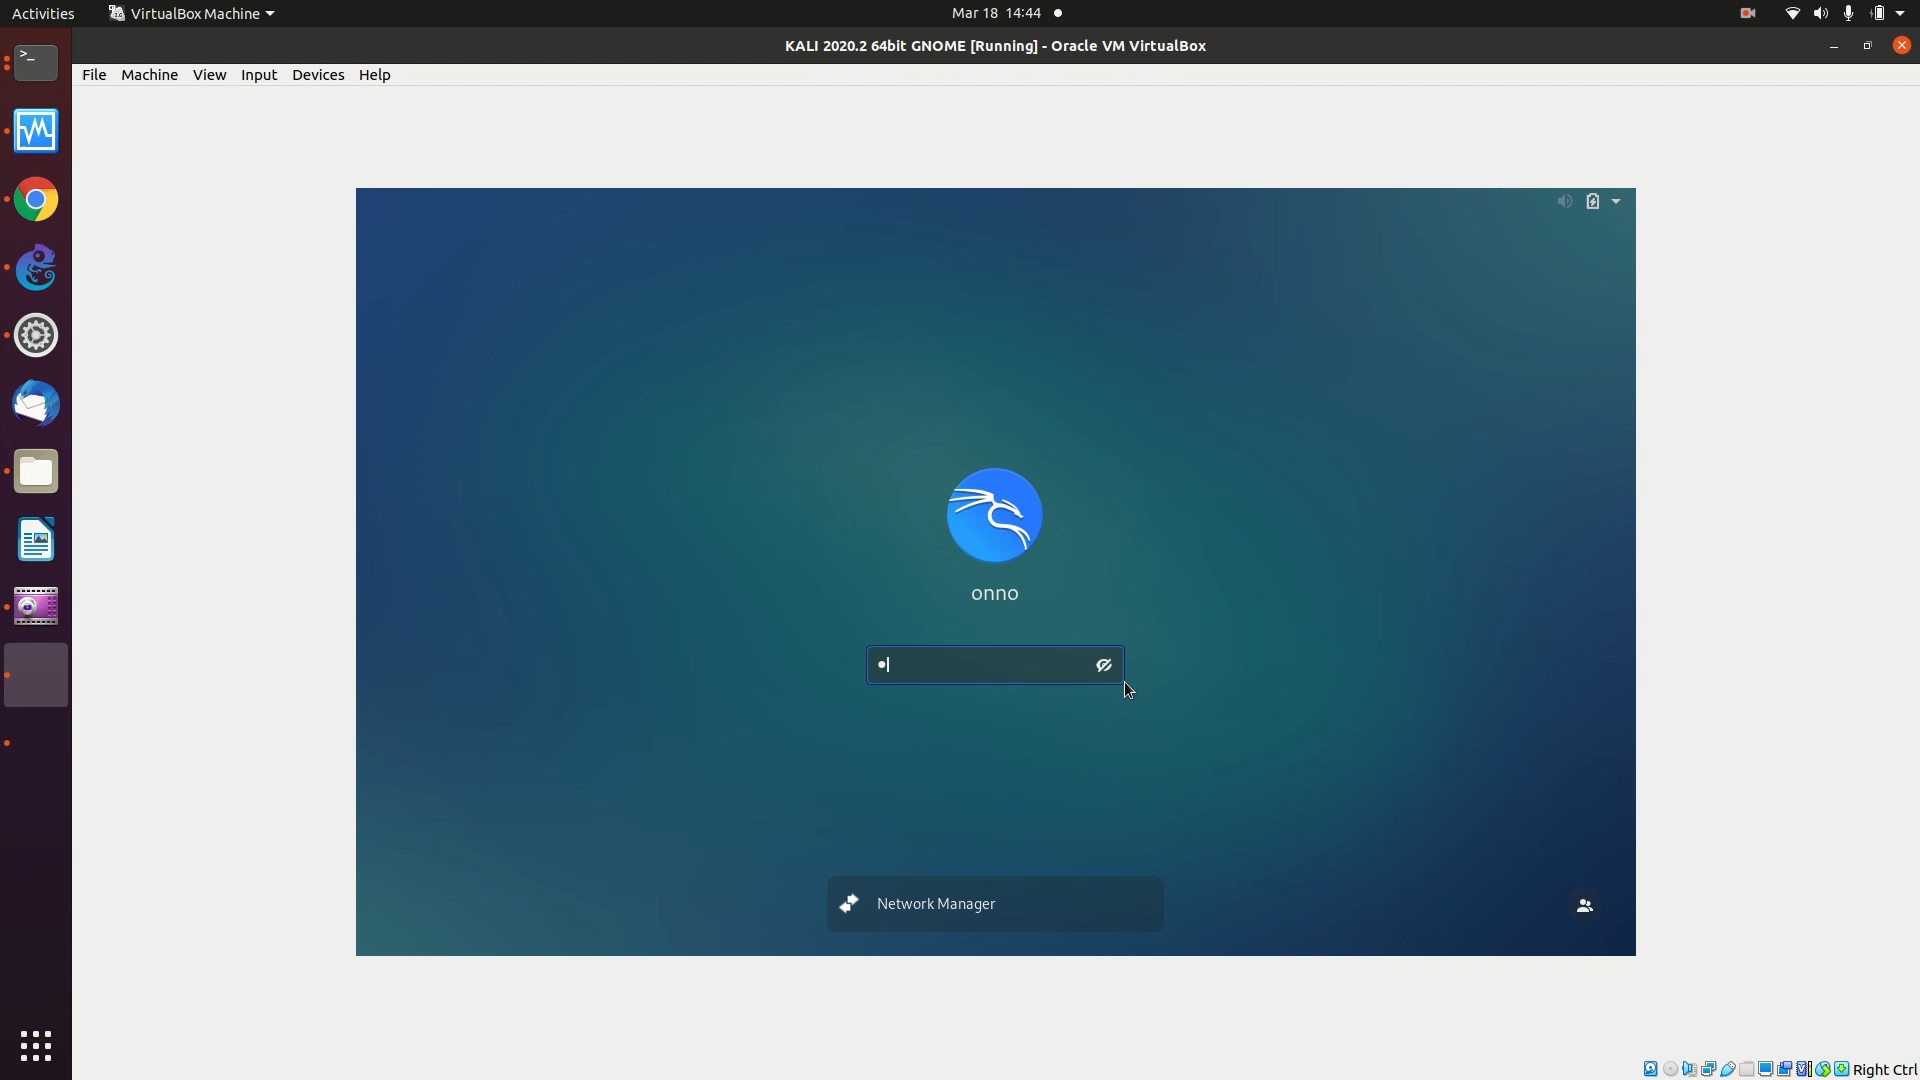 Activities VirtualBox Machine Mar 18 14:44
KALI 2020.2 64bit GNOME [Running] - Oracle VM VirtualBox
File Machine View Input Devices Help
onno
Network Manager
Right Ctrl